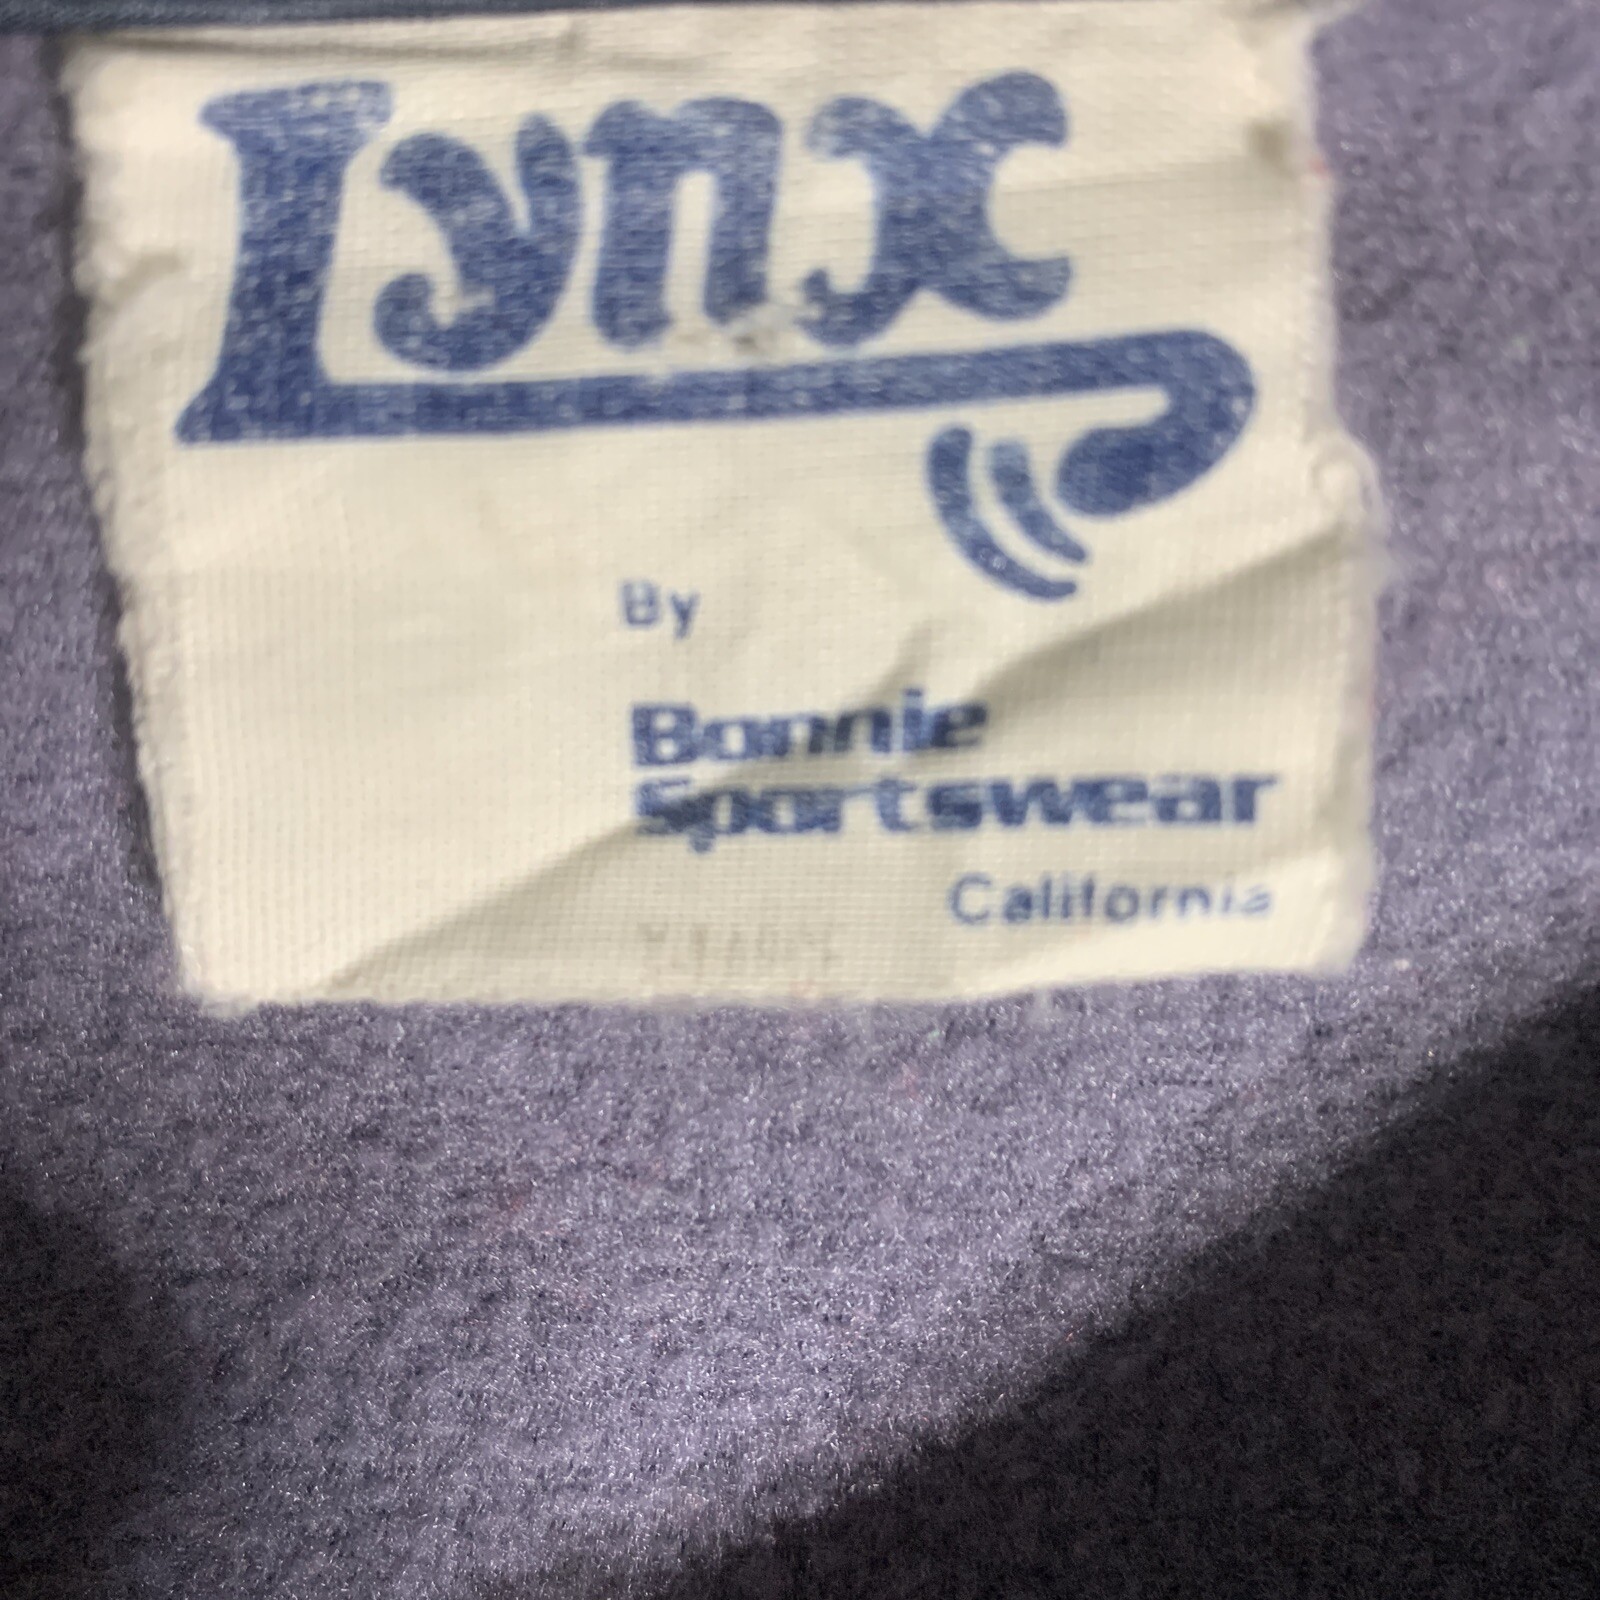 Lynx
By
Bonnie
Sportswear
California